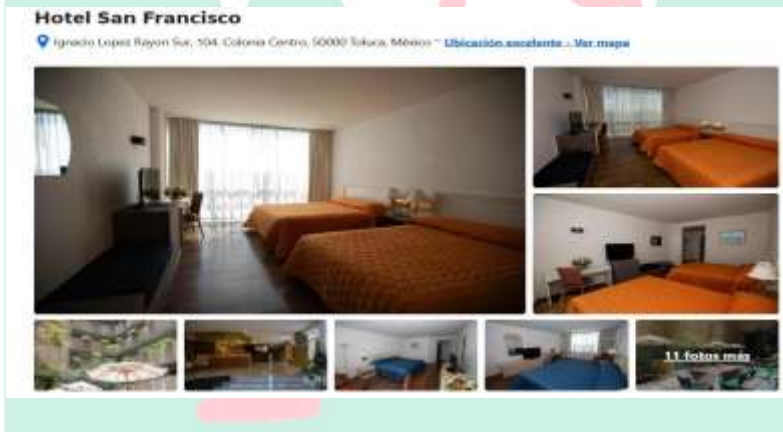 Hotel San Francisco
Ignacio Lopez Rayon Sur, 104, Colonia Centro, 50000 Toluca, México – Ubicación excelente - Ver mapa
11 fotos más